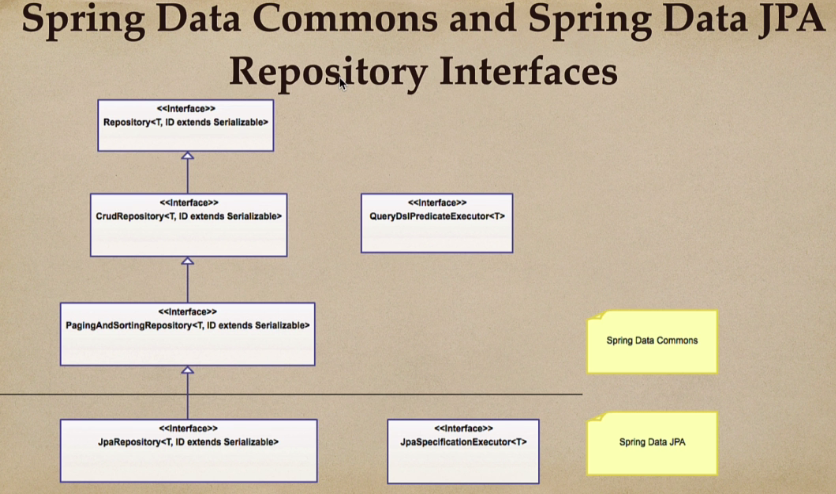 Spring Data Commons and Spring Data JPA
Repository Interfaces
<<Interface>>
Repository<T, ID extends Serializable>
<<Interface>>
CrudRepository<T, ID extends Serializable>
<<Interface>>
QueryDslPredicateExecutor<T>
<<Interface>>
PagingAndSortingRepository<T, ID extends Serializable>
Spring Data Commons
<<Interface>>
JpaRepository<T, ID extends Serializable>
<<Interface>>
JpaSpecificationExecutor<T>
Spring Data JPA